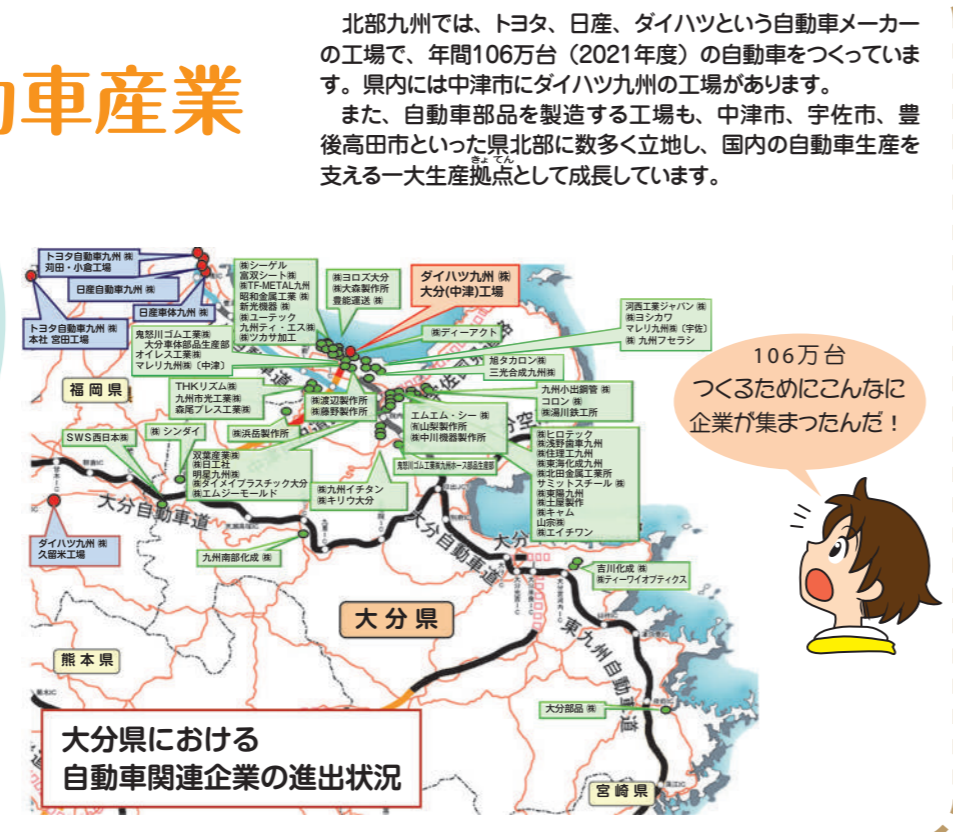 動車産業
北部九州では、トヨタ、日産、ダイハツという自動車メーカー
の工場で、年間106万台（2021年度）の自動車をつくっていま
す。県内には中津市にダイハツ九州の工場があります。
また、自動車部品を製造する工場も、中津市、宇佐市、豊
後高田市といった県北部に数多く立地し、国内の自動車生産を
きょてん
支える一大生産拠点として成長しています。
トヨタ自動車九州㈱
苅田・小倉工場
日産自動車九州㈱
日産車体九州㈱
トヨタ自動車九州㈱
本社 宮田工場
㈱シーゲル
富双シート㈱
㈱TF-METAL九州
昭和金属工業㈱
新光機器㈱
㈱ユーテック
九州ティ・エス㈱
㈱ツカサ加工
㈱ヨロズ大分
㈱大森製作所
豊能運送㈱
ダイハツ九州㈱
大分(中津)工場
㈱ディーアクト
河西工業ジャパン㈱
㈱ヨシカワ
マレリ九州㈱〔宇佐〕
㈱九州フセラシ
鬼怒川ゴム工業㈱
大分車体部品生産部
オイレス工業㈱
マレリ九州㈱〔中津〕
旭タカロン㈱
三光合成九州㈱
福岡県
THKリズム㈱
九州市光工業㈱
森尾プレス工業㈱
㈱渡辺製作所
㈱藤野製作所
九州小出鋼管㈱
コロン㈱
㈱湯川鉄工所
エムエム・シー㈱
㈲山梨製作所
㈱中川機器製作所
㈱浜岳製作所
SWS西日本㈱
㈱シンダイ
双葉産業㈱
㈱日工社
明星九州㈱
㈱ダイメイプラスチック大分
㈱エムジーモールド
鬼怒川ゴム工業㈱九州ホース部品生産部
㈱ヒロテック
㈱浅野歯車九州
㈱住理工九州
㈱東海化成九州
㈱北田金属工業所
サミットスチール㈱
㈱東陽九州
㈱土屋製作
㈱キャム
山宗㈱
㈱エイチワン
㈱九州イチタン
㈱キリウ大分
大分自動車道
ダイハツ九州㈱
久留米工場
九州南部化成㈱
大分自動車道
大分
吉川化成㈱
㈱ティーワイオプティクス
大分県
東九州自動車道
熊本県
大分部品㈱
宮崎県
大分県における
自動車関連企業の進出状況
106万台
つくるためにこんなに
企業が集まったんだ！